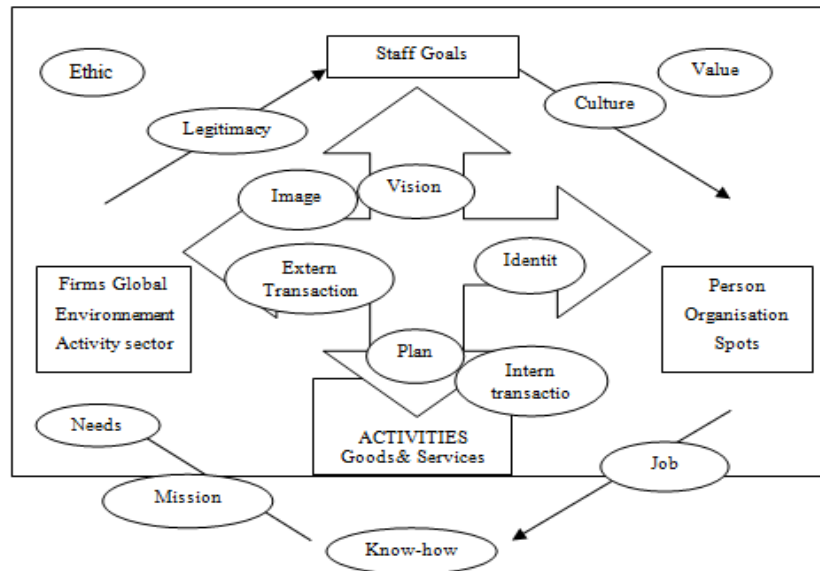 Staff Goals
Ethic
Value
Culture
Legitimacy
Vision
Image
Extern
Transaction
Identit
Firms Global
Environnement
Activity sector
Person
Organisation
Spots
Plan
Intern
transactio
Needs
ACTIVITIES
Goods& Services
Job
Mission
Know-how